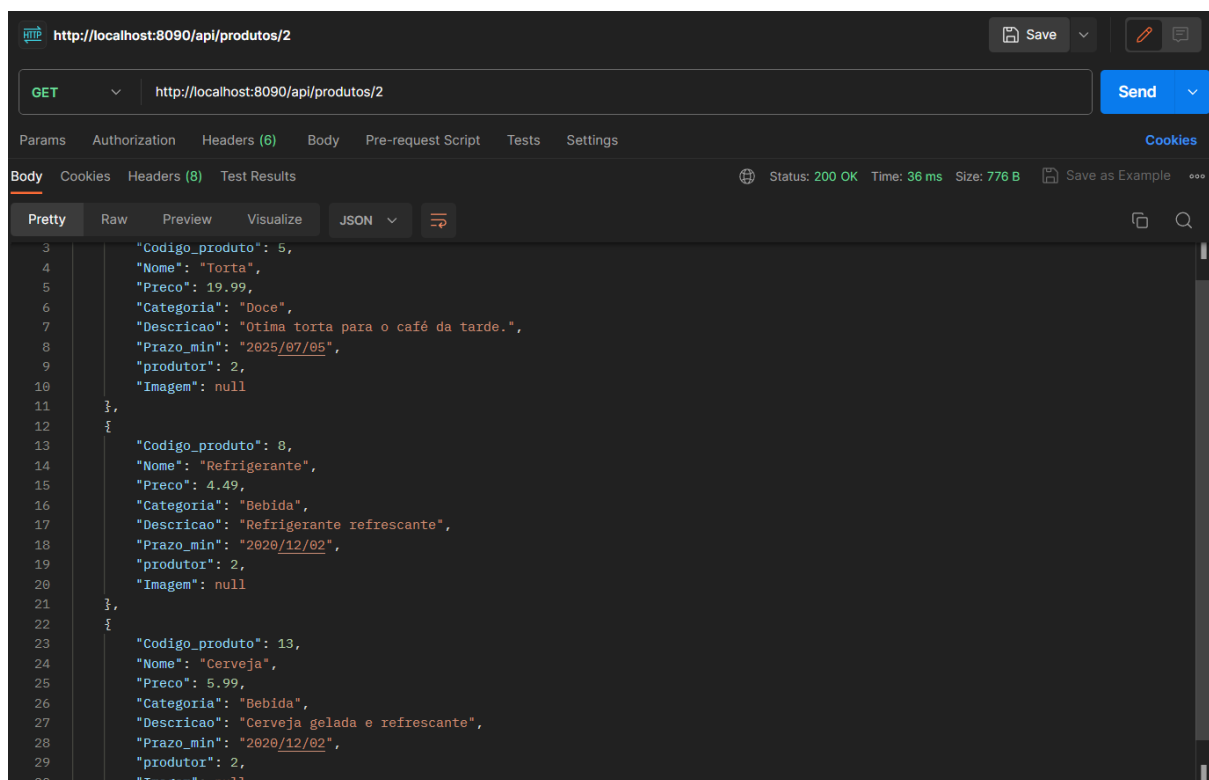 HTTP http://localhost:8090/api/produtos/2 Save
GET http://localhost:8090/api/produtos/2 Send
Params Authorization Headers (6) Body Pre-request Script Tests Settings Cookies
Body Cookies Headers (8) Test Results Status: 200 OK Time: 36 ms Size: 776 B Save as Example
Pretty Raw Preview Visualize JSON
3 "Codigo_produto": 5,
4 "Nome": "Torta",
5 "Preco": 19.99,
6 "Categoria": "Doce",
7 "Descricao": "Otima torta para o café da tarde.",
8 "Prazo_min": "2025/07/05",
9 "produtor": 2,
10 "Imagem": null
11 },
12 {
13 "Codigo_produto": 8,
14 "Nome": "Refrigerante",
15 "Preco": 4.49,
16 "Categoria": "Bebida",
17 "Descricao": "Refrigerante refrescante",
18 "Prazo_min": "2020/12/02",
19 "produtor": 2,
20 "Imagem": null
21 },
22 {
23 "Codigo_produto": 13,
24 "Nome": "Cerveja",
25 "Preco": 5.99,
26 "Categoria": "Bebida",
27 "Descricao": "Cerveja gelada e refrescante",
28 "Prazo_min": "2020/12/02",
29 "produtor": 2,